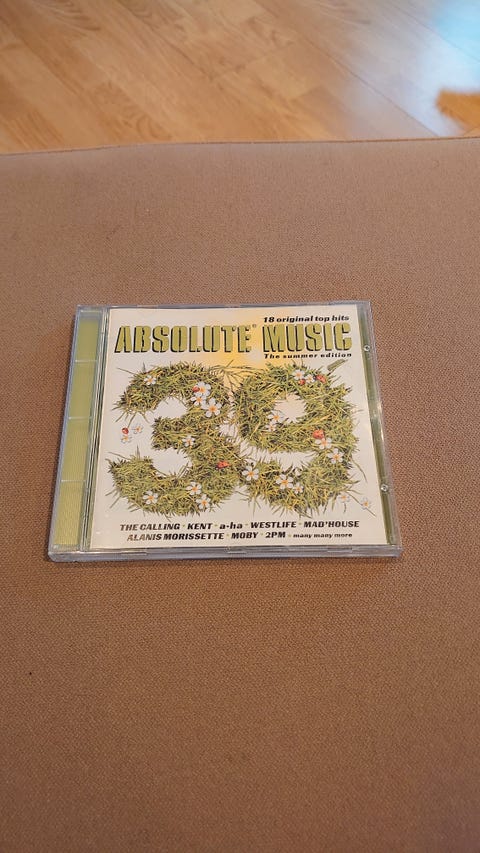 18 original top hits
ABSOLUTE® MUSIC
The summer edition
39
THE CALLING • KENT • a-ha • WESTLIFE • MAD'HOUSE
ALANIS MORISSETTE • MOBY • 2PM • many many more